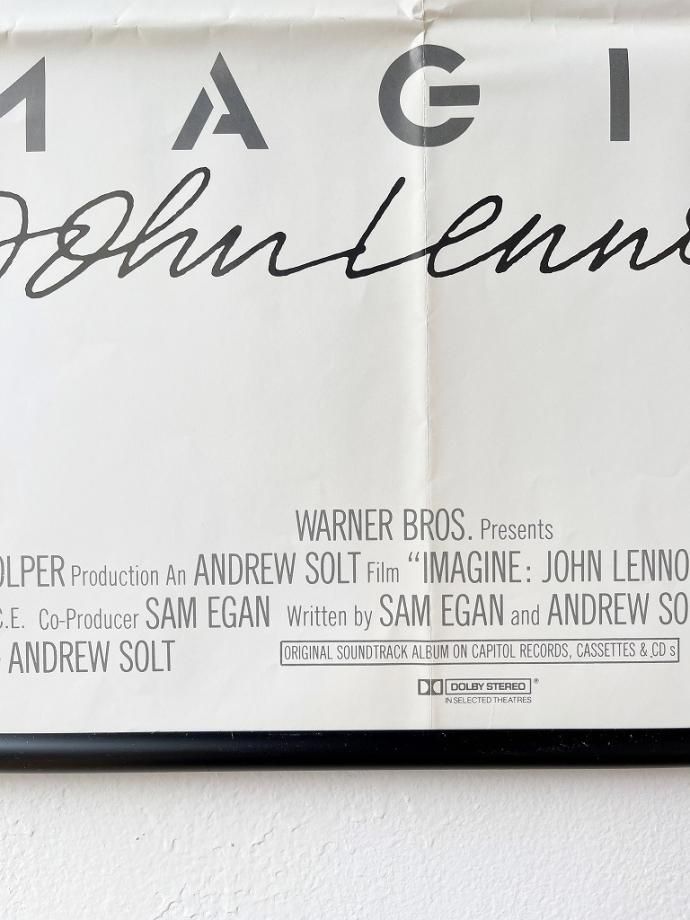 MAGI
John Lenno
WARNER BROS. Presents
OLPER Production An ANDREW SOLT Film "IMAGINE: JOHN LENNO
C.E. Co-Producer SAM EGAN Written by SAM EGAN and ANDREW SO
ANDREW SOLT
ORIGINAL SOUNDTRACK ALBUM ON CAPITOL RECORDS, CASSETTES & CD s
DOLBY STEREO ®
IN SELECTED THEATRES